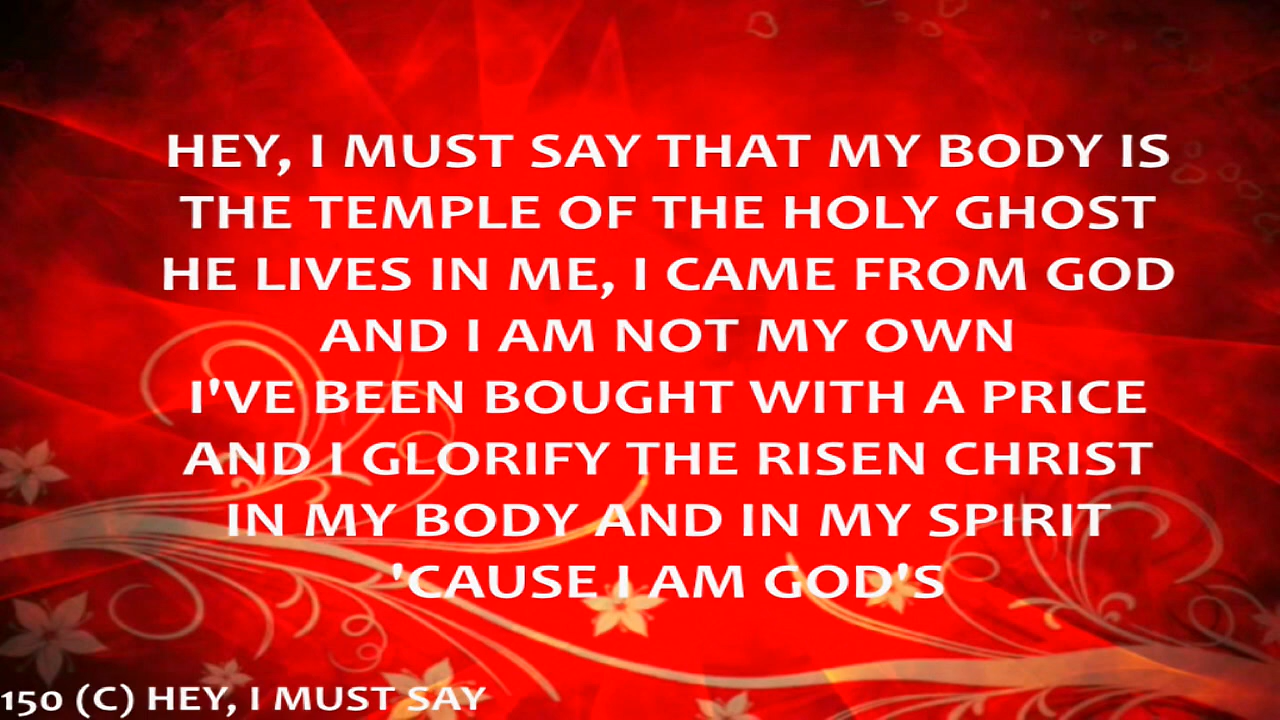 HEY, I MUST SAY THAT MY BODY IS
THE TEMPLE OF THE HOLY GHOST
HE LIVES IN ME, I CAME FROM GOD
AND I AM NOT MY OWN
I'VE BEEN BOUGHT WITH A PRICE
AND I GLORIFY THE RISEN CHRIST
IN MY BODY AND IN MY SPIRIT
'CAUSE I AM GOD'S
150 (C) HEY, I MUST SAY